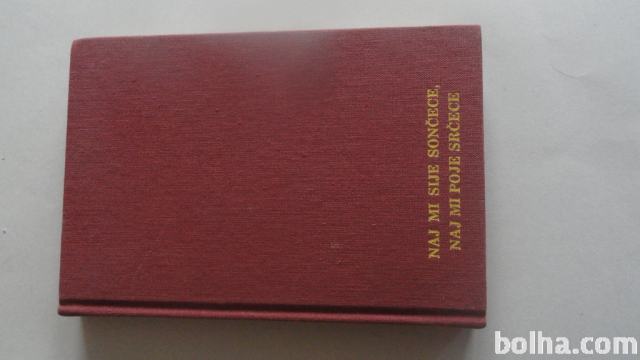 NAJ MI SIJE SONČECE,
NAJ MI POJE SRČECE
bolha.com